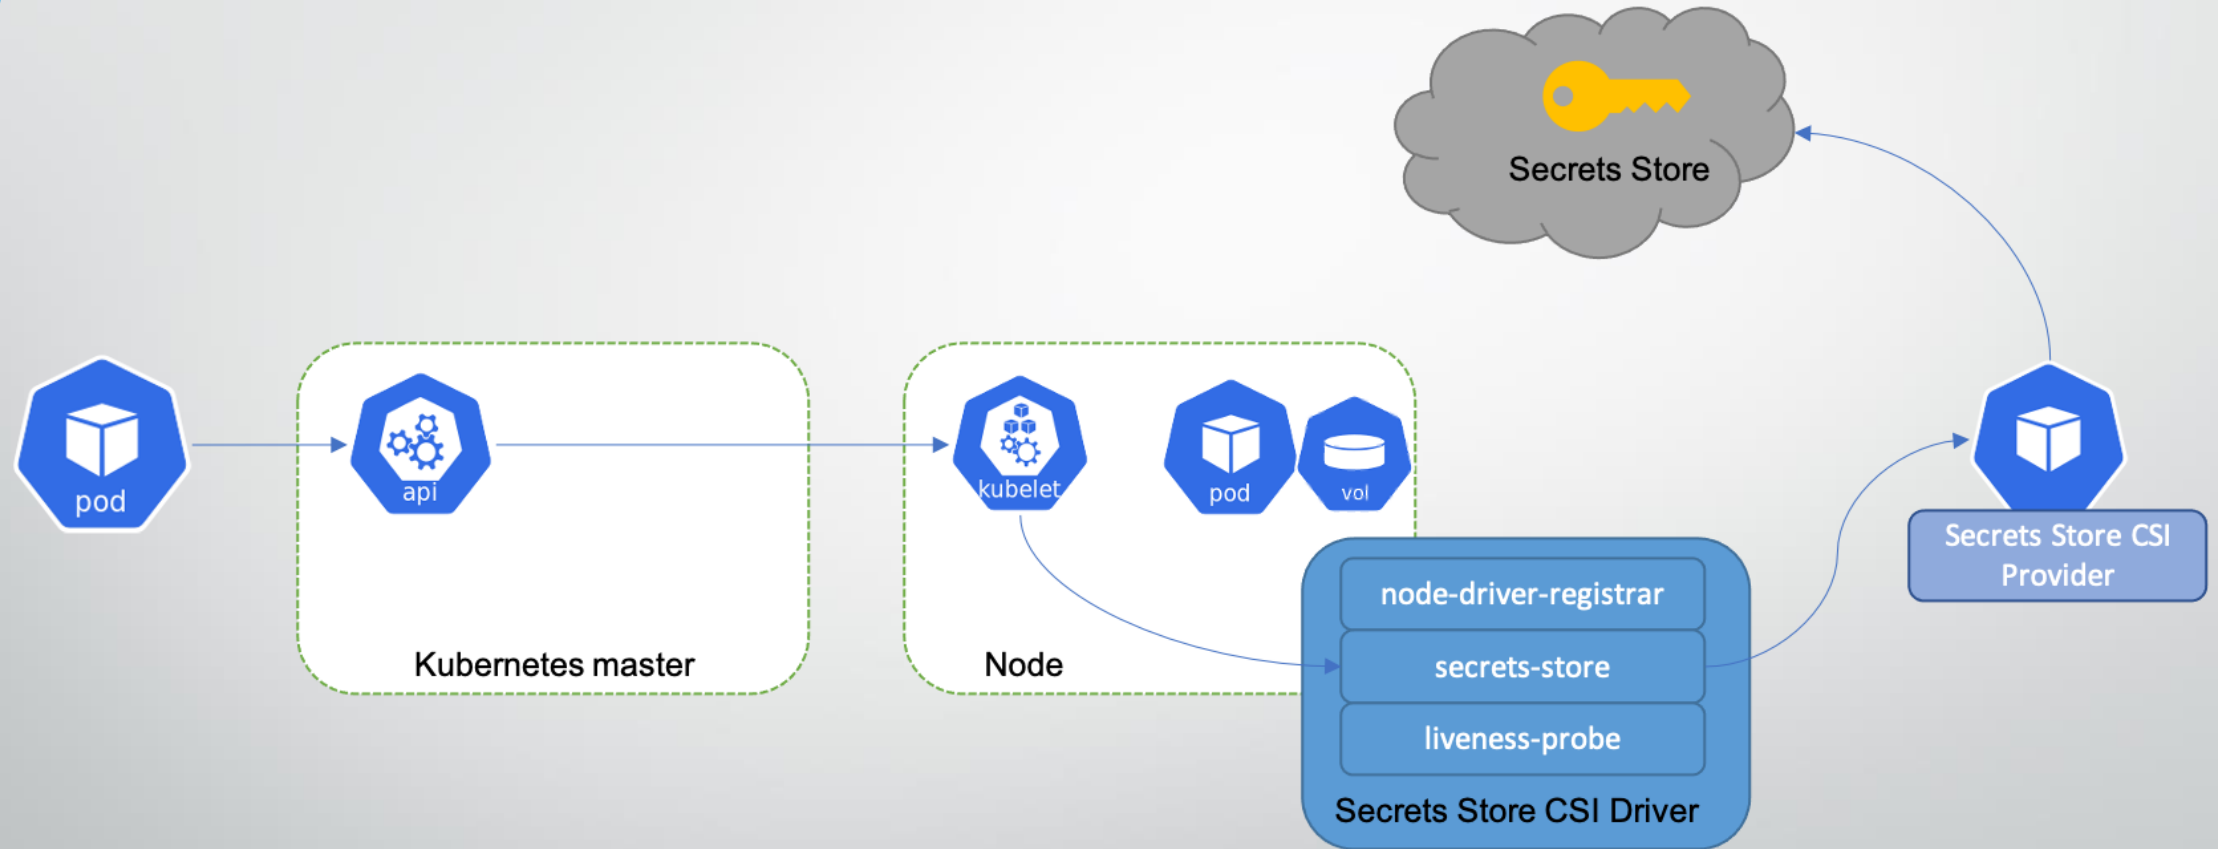 Secrets Store
pod
api
Kubernetes master
kubelet
pod
vol
Node
node-driver-registrar
secrets-store
liveness-probe
Secrets Store CSI Driver
Secrets Store CSI
Provider